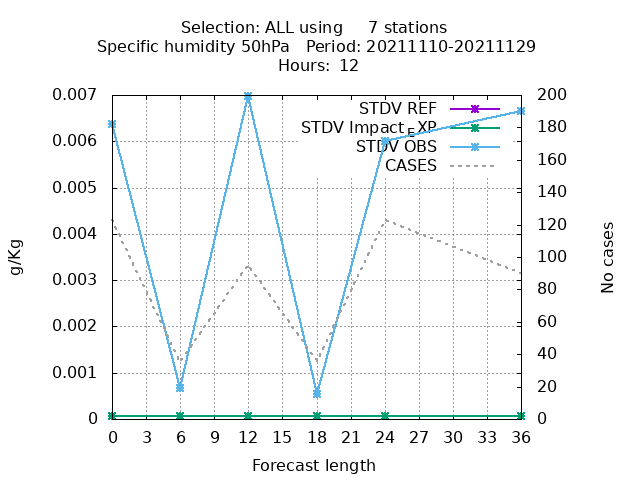 Selection: ALL using     7 stations
Specific humidity 50hPa   Period: 20211110-20211129
Hours: 12
STDV REF
STDV Impact_EXP
STDV OBS
CASES
0.007
0.006
0.005
0.004
0.003
0.002
0.001
0
200
180
160
140
120
100
80
60
40
20
0
g/Kg
No cases
0 3 6 9 12 15 18 21 24 27 30 33 36
Forecast length